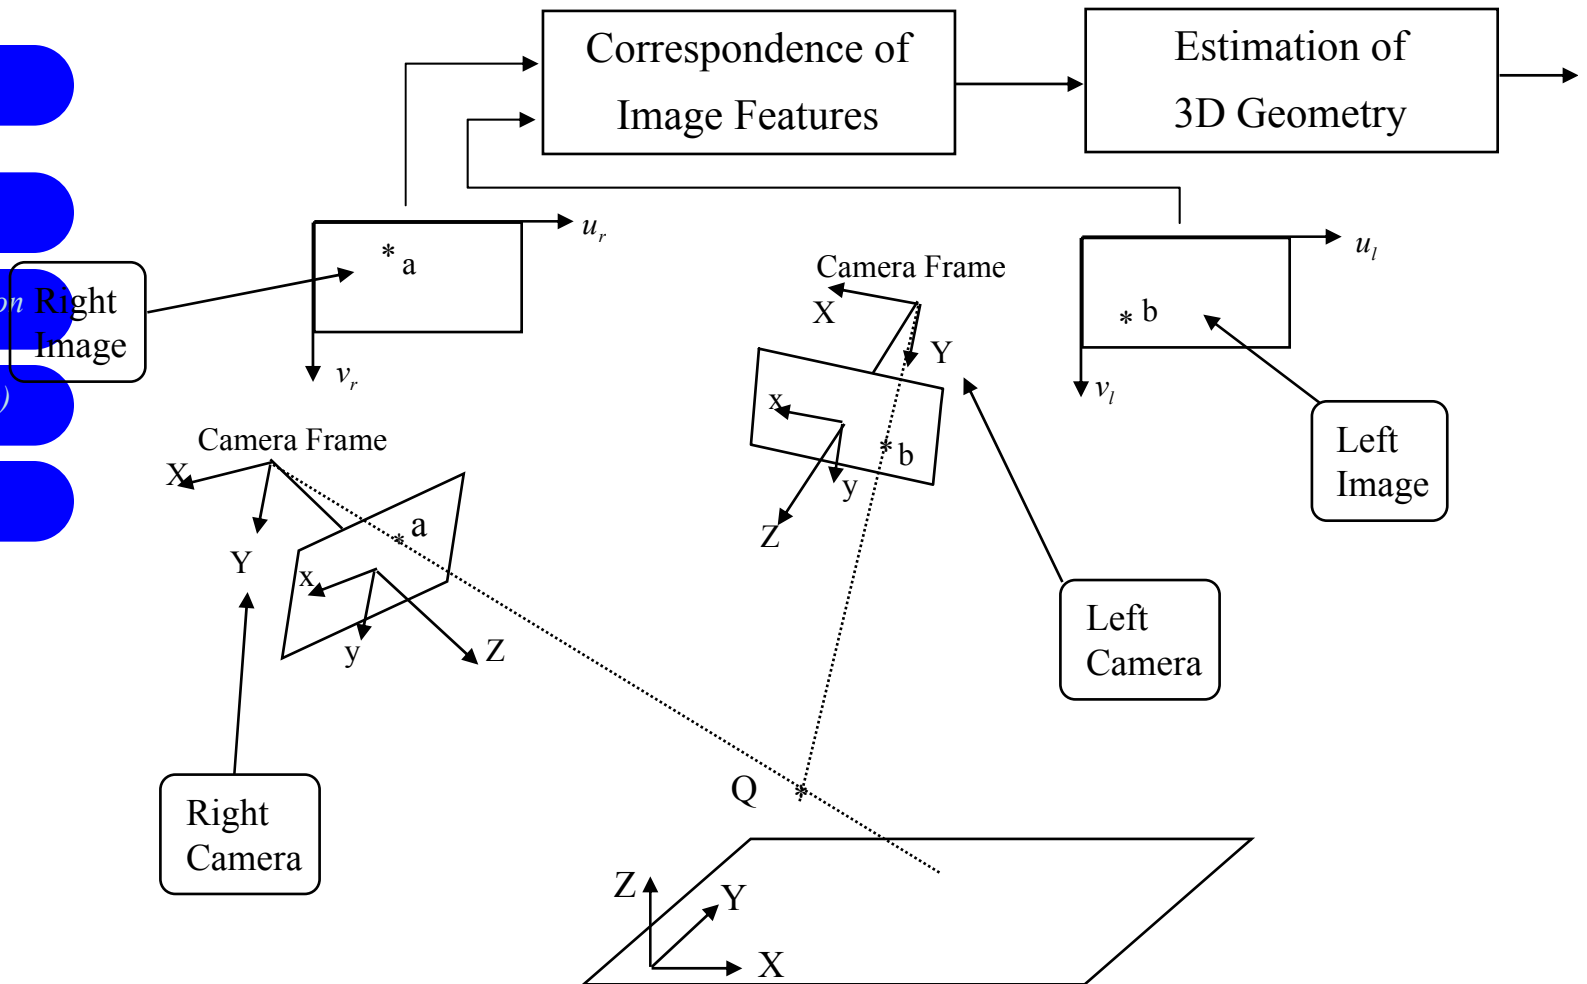 Correspondence of
Image Features
Estimation of
3D Geometry
u_r
* a
v_r
on
Right
Image
)
Camera Frame
X
Y
u_l
* b
v_l
Left
Image
x
y
Z
* b
Camera Frame
X
Y
x
y
Z
* a
Left
Camera
Right
Camera
Q
*
Z
Y
X